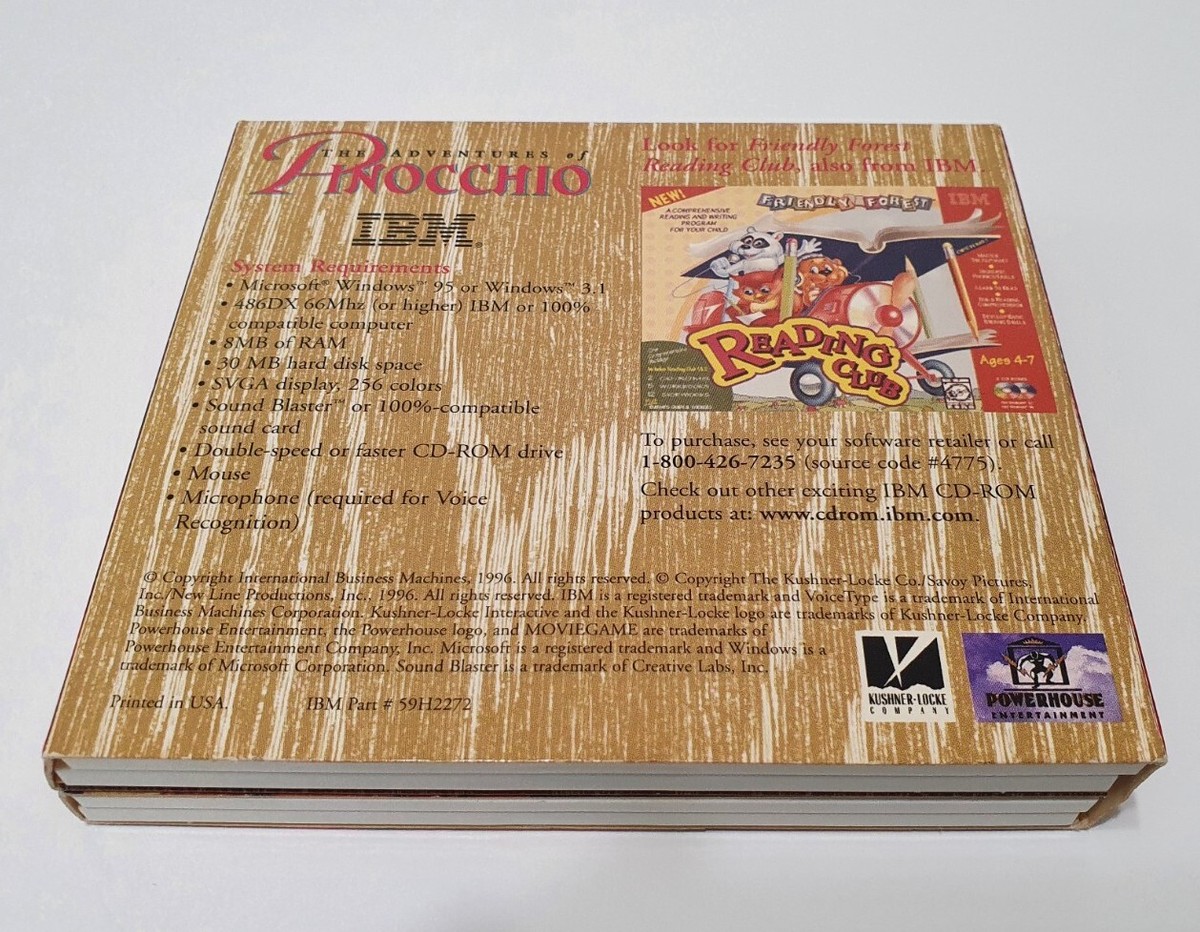 THE ADVENTURES of
PINOCCHIO
IBM®
System Requirements
• Microsoft® Windows™ 95 or Windows™ 3.1
• 486DX 66Mhz (or higher) IBM or 100%
compatible computer
• 8MB of RAM
• 30 MB hard disk space
• SVGA display, 256 colors
• Sound Blaster™ or 100%-compatible
sound card
• Double-speed or faster CD-ROM drive
• Mouse
• Microphone (required for Voice
Recognition)
Look for Friendly Forest
Reading Club, also from IBM.
NEW!
A COMPREHENSIVE
READING AND WRITING
PROGRAM
FOR YOUR CHILD
FRIENDLY FOREST
IBM
READING
CLUB
Ages 4-7
To purchase, see your software retailer or call
1-800-426-7235 (source code #4775).
Check out other exciting IBM CD-ROM
products at: www.cdrom.ibm.com.
© Copyright International Business Machines, 1996. All rights reserved. © Copyright The Kushner-Locke Co./Savoy Pictures,
Inc./New Line Productions, Inc., 1996. All rights reserved. IBM is a registered trademark and VoiceType is a trademark of International
Business Machines Corporation. Kushner-Locke Interactive and the Kushner-Locke logo are trademarks of Kushner-Locke Company.
Powerhouse Entertainment, the Powerhouse logo, and MOVIEGAME are trademarks of
Powerhouse Entertainment Company, Inc. Microsoft is a registered trademark and Windows is a
trademark of Microsoft Corporation. Sound Blaster is a trademark of Creative Labs, Inc.
Printed in USA. IBM Part # 59H2272
KUSHNER-LOCKE
COMPANY
POWERHOUSE
ENTERTAINMENT